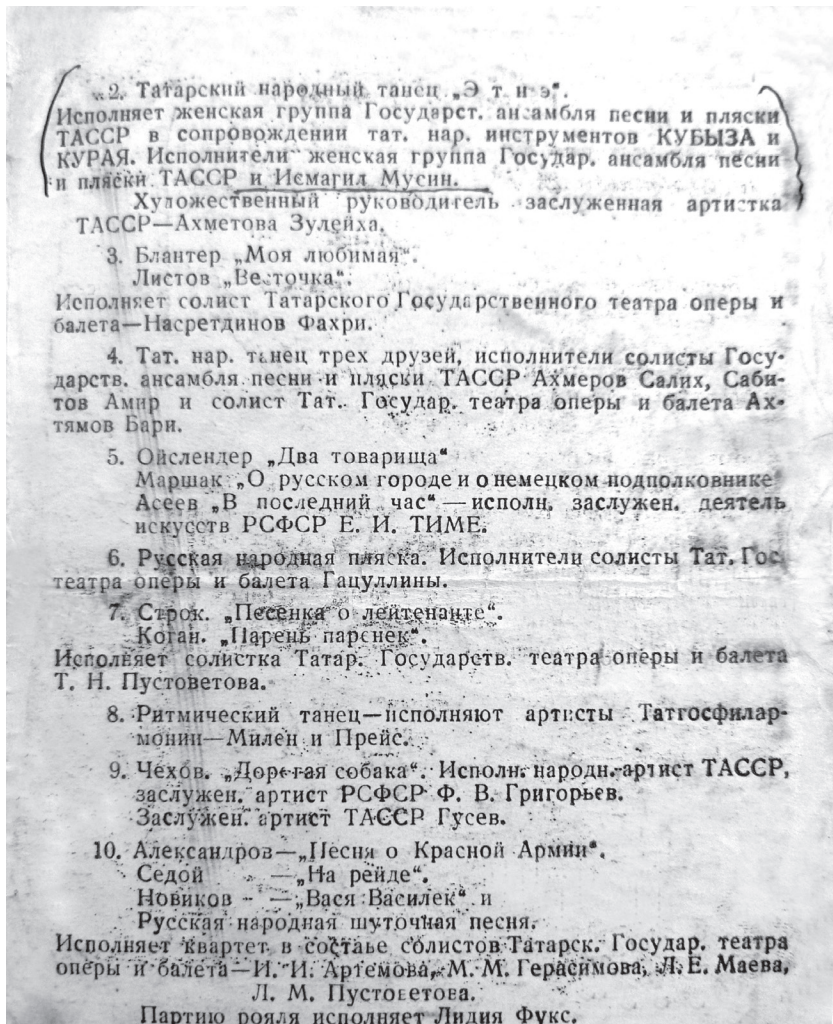 2. Татарский народный танец „Э т н э“.
Исполняет женская группа Государст. ансамбля песни и пляски
ТАССР в сопровождении тат. нар. инструментов КУБЫЗА и
КУРАЯ. Исполнители женская группа Государ. ансамбля песни
и пляски ТАССР и Исмагил Мусин.
Художественный руководитель заслуженная артистка
ТАССР—Ахметова Зулейха.
3. Блантер „Моя любимая“.
Листов „Весточка“.
Исполняет солист Татарского Государственного театра оперы и
балета—Насретдинов Фахри.
4. Тат. нар. танец трех друзей, исполнители солисты Госу-
дарств. ансамбля песни и пляски ТАССР Ахмеров Салих, Саби-
тов Амир и солист Тат. Государ. театра оперы и балета Ах-
тямов Бари.
5. Ойслендер „Два товарища“
Маршак „О русском городе и о немецком подполковнике“
Асеев „В последний час“ — исполн. заслужен. деятель
искусств РСФСР Е. И. ТИМЕ.
6. Русская народная пляска. Исполнители солисты Тат. Гос.
театра оперы и балета Гацуллины.
7. Строк. „Песенка о лейтенанте“.
Коган. „Парень паренек“.
Исполняет солистка Татар. Государств. театра оперы и балета
Т. Н. Пустоветова.
8. Ритмический танец—исполняют артисты Татгосфилар-
монии—Милен и Прейс.
9. Чехов. „Дорогая собака“. Исполн. народн. артист ТАССР,
заслужен. артист РСФСР Ф. В. Григорьев.
Заслужен. артист ТАССР Гусев.
10. Александров—„Песня о Красной Армии“.
Седой —„На рейде“.
Новиков - —„Вася Василек“ и
Русская народная шуточная песня.
Исполняет квартет в составе солистов Татарск. Государ. театра
оперы и балета—И. И. Артемова, М. М. Герасимова, Л. Е. Маева,
Л. М. Пустоветова.
Партию рояля исполняет Лидия Фукс.